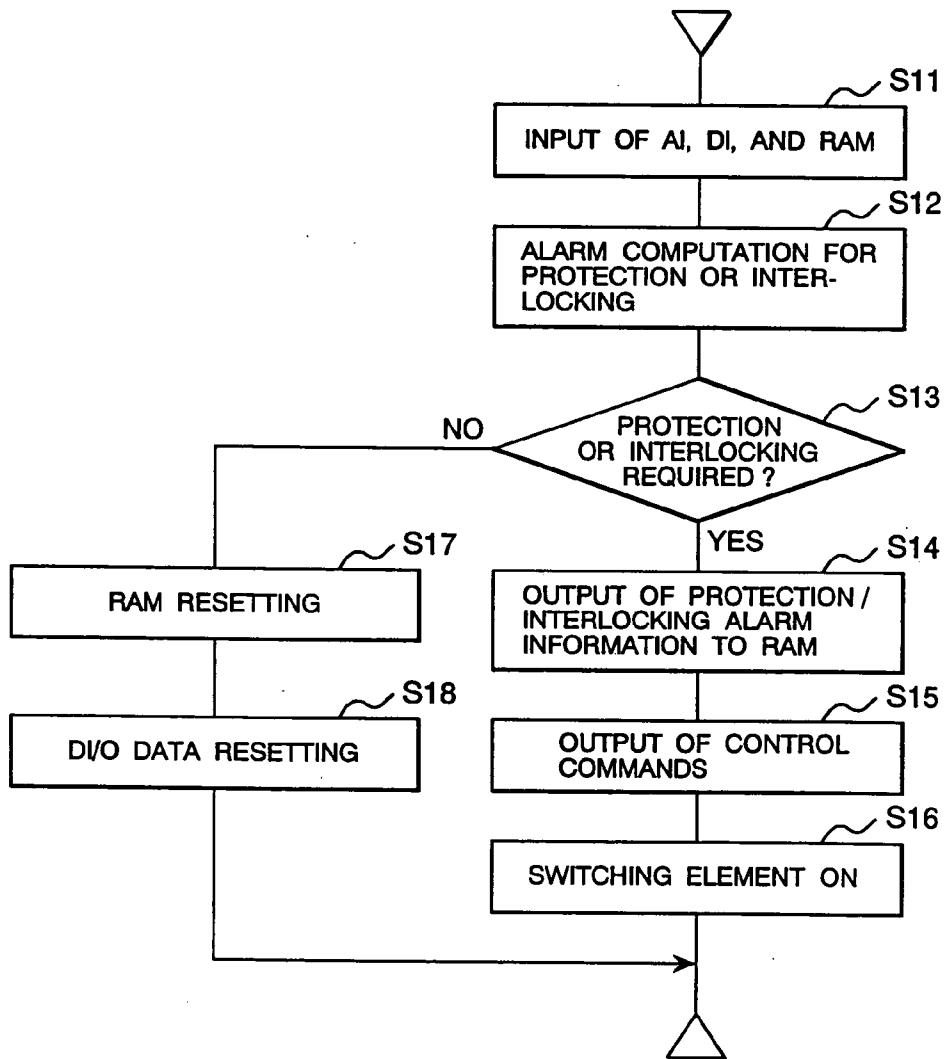 S11
INPUT OF AI, DI, AND RAM
S12
ALARM COMPUTATION FOR
PROTECTION OR INTER-
LOCKING
S13
PROTECTION
OR INTERLOCKING
REQUIRED ?
NO
YES
S17
RAM RESETTING
S14
OUTPUT OF PROTECTION /
INTERLOCKING ALARM
INFORMATION TO RAM
S18
DI/O DATA RESETTING
S15
OUTPUT OF CONTROL
COMMANDS
S16
SWITCHING ELEMENT ON